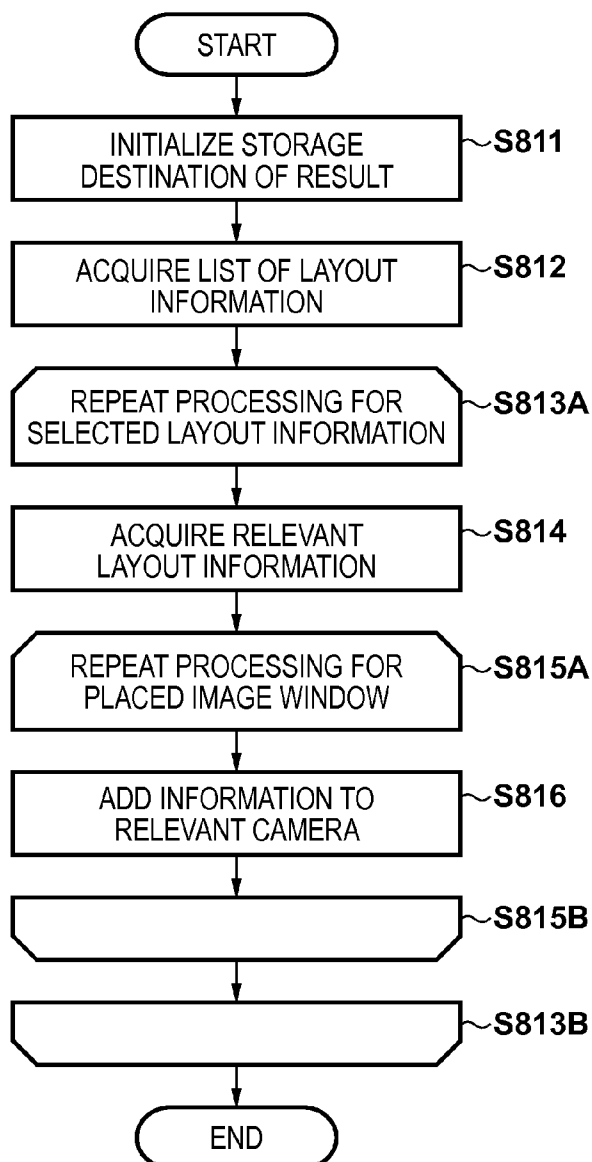 START
INITIALIZE STORAGE
DESTINATION OF RESULT
S811
ACQUIRE LIST OF LAYOUT
INFORMATION
S812
REPEAT PROCESSING FOR
SELECTED LAYOUT INFORMATION
S813A
ACQUIRE RELEVANT
LAYOUT INFORMATION
S814
REPEAT PROCESSING FOR
PLACED IMAGE WINDOW
S815A
ADD INFORMATION TO
RELEVANT CAMERA
S816
S815B
S813B
END